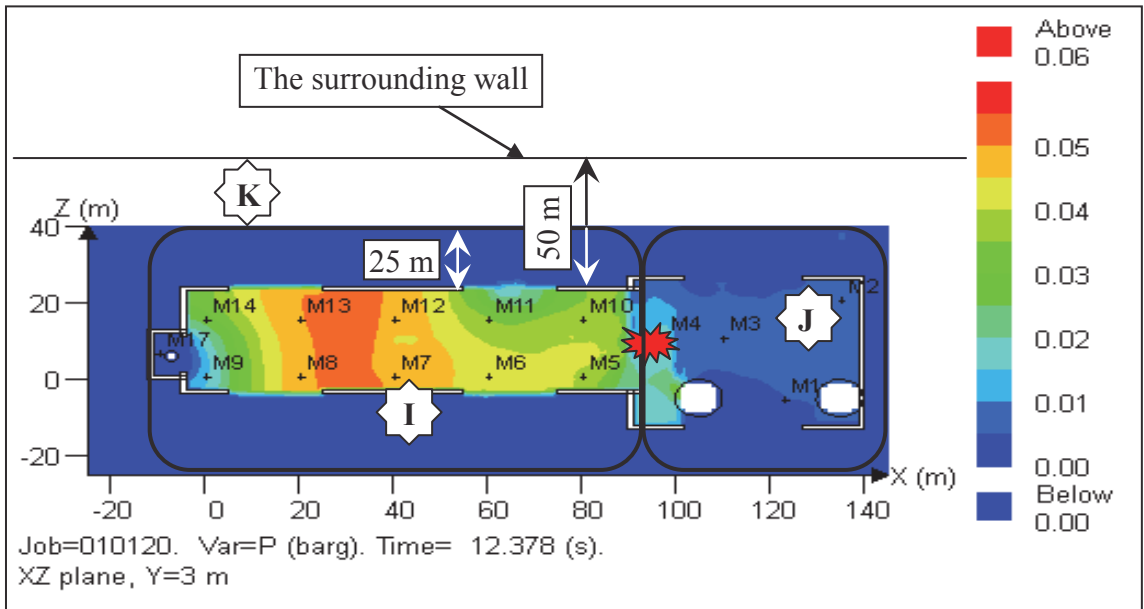 Above
0.06
The surrounding wall
0.05
K
Z (m)
50 m
0.04
40
25 m
0.03
M14 M13 M12 M11 M10 M2
20
J
M17 M4 M3
0.02
M9 M8 M7 M6 M5 M1
0
I
0.01
-20
0.00
X (m)
-20 0 20 40 60 80 100 120 140
Below
0.00
Job=010120. Var=P (barg). Time= 12.378 (s).
XZ plane, Y=3 m